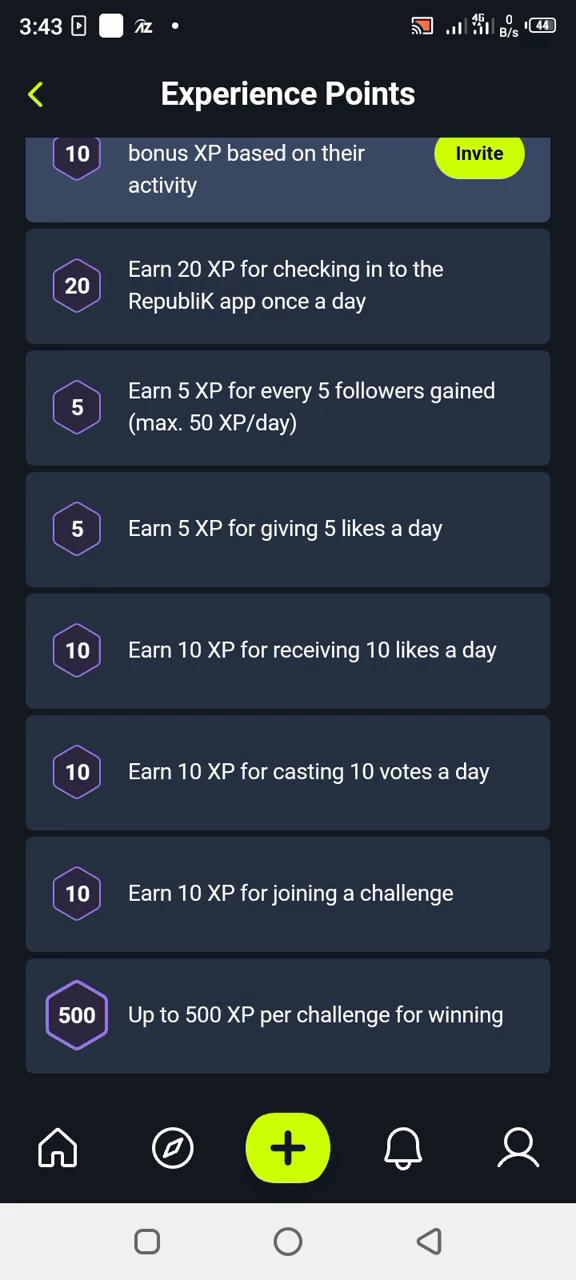 3:43
4G
0
B/s
44
Experience Points
10
bonus XP based on their
activity
Invite
20
Earn 20 XP for checking in to the
RepubliK app once a day
5
Earn 5 XP for every 5 followers gained
(max. 50 XP/day)
5
Earn 5 XP for giving 5 likes a day
10
Earn 10 XP for receiving 10 likes a day
10
Earn 10 XP for casting 10 votes a day
10
Earn 10 XP for joining a challenge
500
Up to 500 XP per challenge for winning